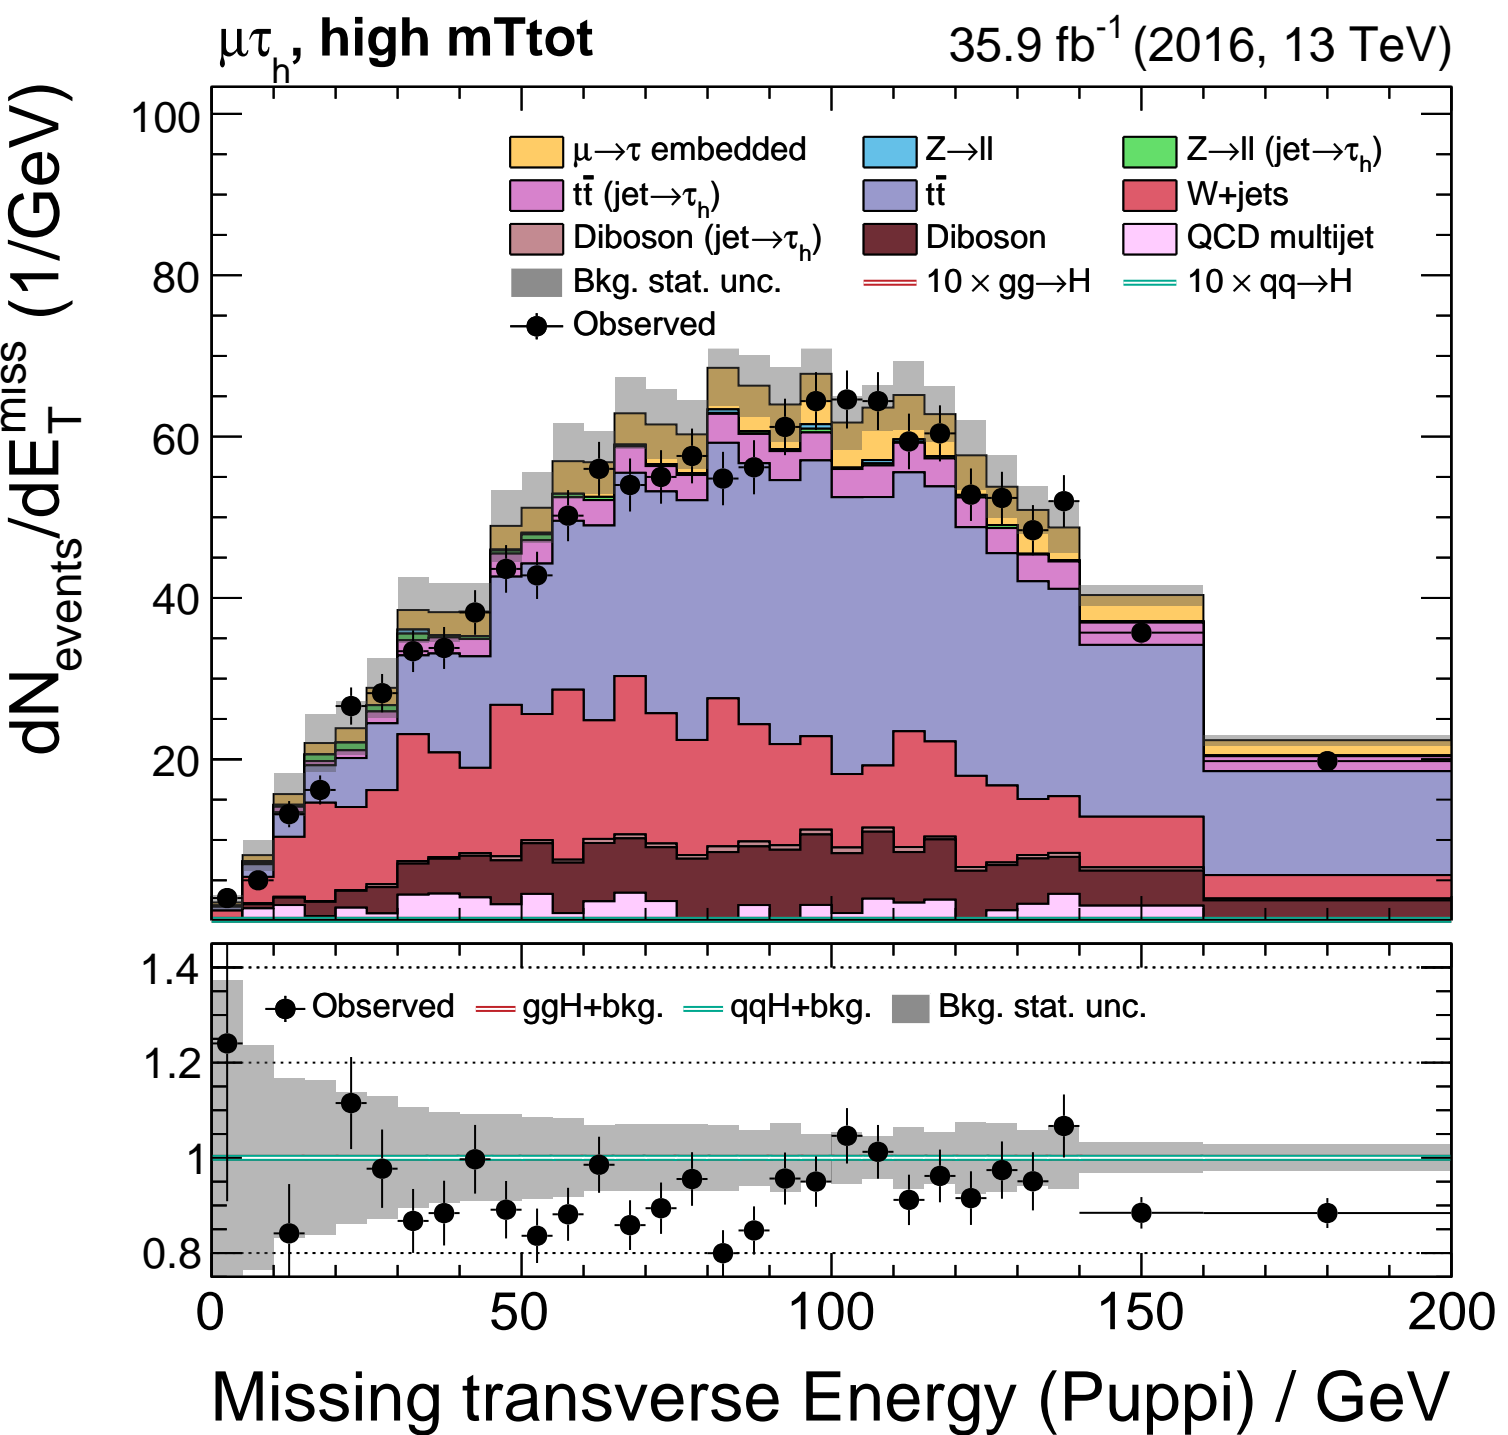 μτh, high mTtot
35.9 fb-1 (2016, 13 TeV)
dNevents/dETmiss (1/GeV)
100
80
60
40
20
μ→τ embedded Z→ll Z→ll (jet→τh)
tt̄ (jet→τh) tt̄ W+jets
Diboson (jet→τh) Diboson QCD multijet
Bkg. stat. unc. 10 × gg→H 10 × qq→H
Observed
1.4
1.2
1
0.8
Observed ggH+bkg. qqH+bkg. Bkg. stat. unc.
0 50 100 150 200
Missing transverse Energy (Puppi) / GeV